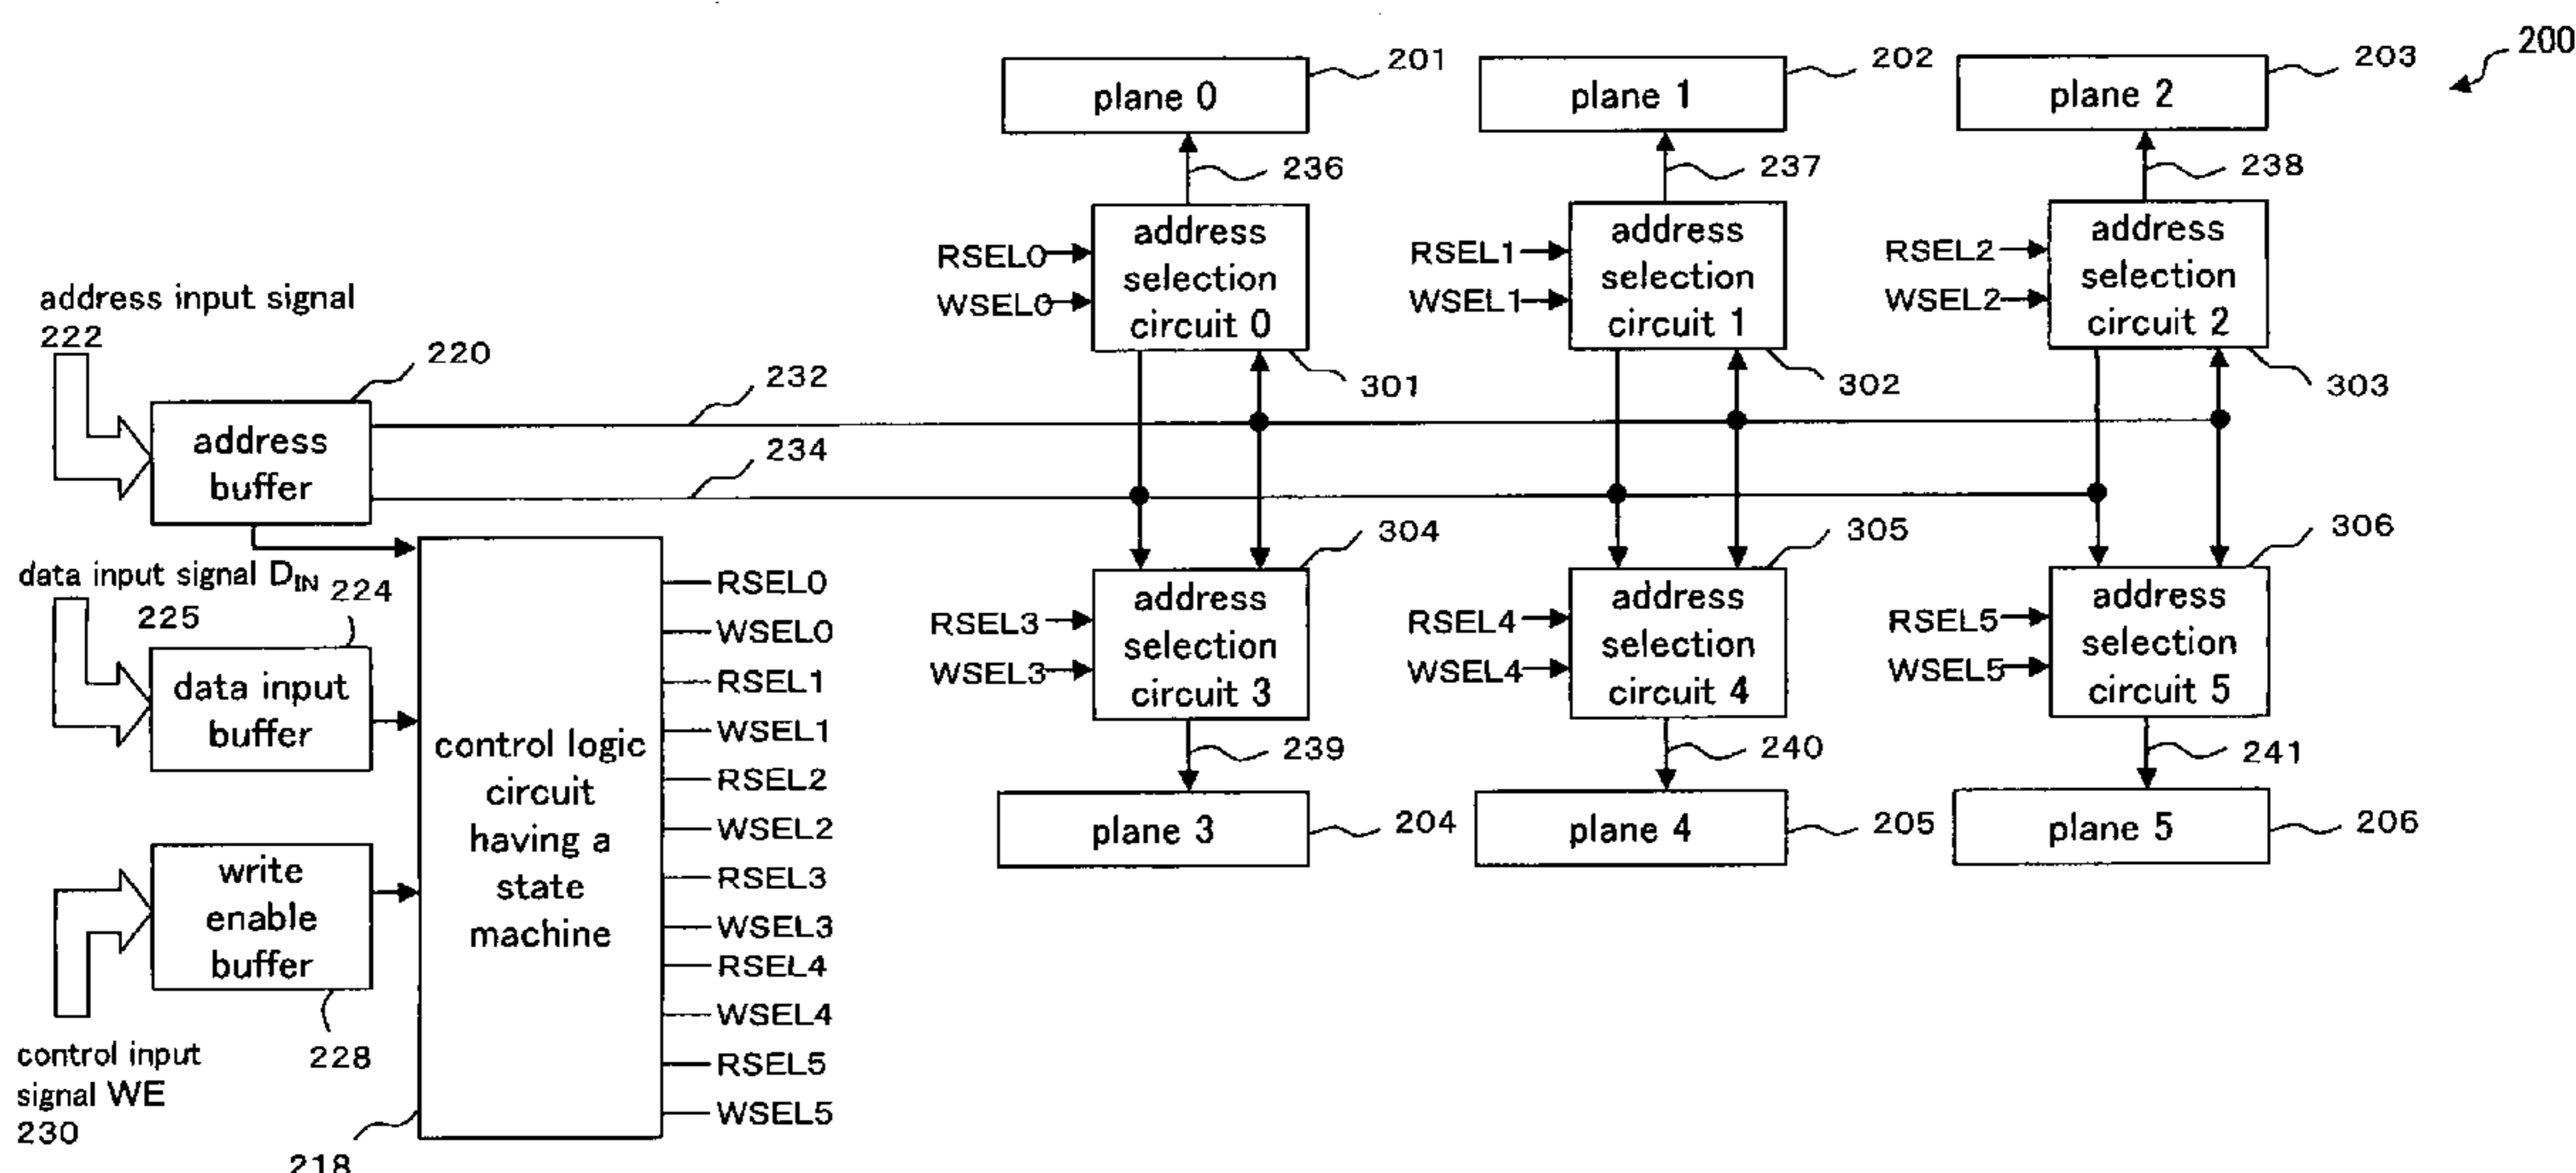 200
201
plane 0
202
plane 1
203
plane 2
236
237
238
RSEL0
WSEL0
address
selection
circuit 0
301
RSEL1
WSEL1
address
selection
circuit 1
302
RSEL2
WSEL2
address
selection
circuit 2
303
address input signal
222
220
address
buffer
232
234
data input signal DIN
225
224
data input
buffer
write
enable
buffer
228
control input
signal WE
230
control logic
circuit
having a
state
machine
218
RSEL0
WSEL0
RSEL1
WSEL1
RSEL2
WSEL2
RSEL3
WSEL3
RSEL4
WSEL4
RSEL5
WSEL5
304
RSEL3
WSEL3
address
selection
circuit 3
305
RSEL4
WSEL4
address
selection
circuit 4
306
RSEL5
WSEL5
address
selection
circuit 5
239
240
241
plane 3
204
plane 4
205
plane 5
206